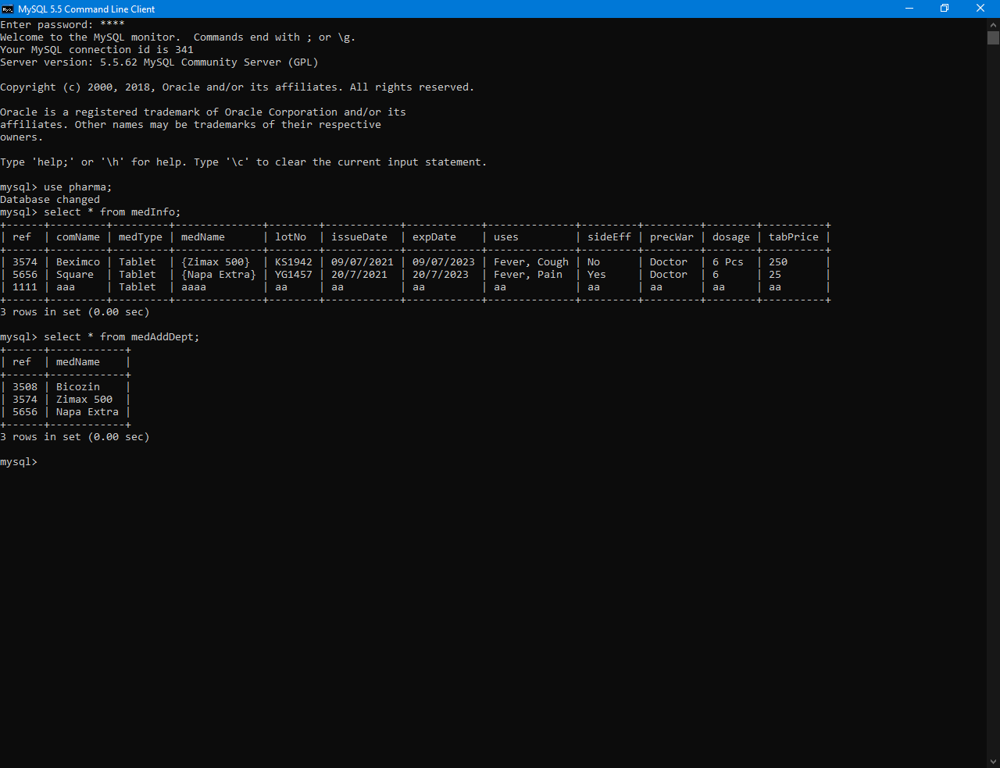 MySQL 5.5 Command Line Client
Enter password: ****
Welcome to the MySQL monitor.  Commands end with ; or \g.
Your MySQL connection id is 341
Server version: 5.5.62 MySQL Community Server (GPL)

Copyright (c) 2000, 2018, Oracle and/or its affiliates. All rights reserved.

Oracle is a registered trademark of Oracle Corporation and/or its
affiliates. Other names may be trademarks of their respective
owners.

Type 'help;' or '\h' for help. Type '\c' to clear the current input statement.

mysql> use pharma;
Database changed
mysql> select * from medInfo;
+------+---------+---------+--------------+--------+------------+------------+--------------+---------+---------+--------+----------+
| ref  | comName | medType | medName      | lotNo  | issueDate  | expDate    | uses         | sideEff | precWar | dosage | tabPrice |
+------+---------+---------+--------------+--------+------------+------------+--------------+---------+---------+--------+----------+
| 3574 | Beximco | Tablet  | {Zimax 500}  | KS1942 | 09/07/2021 | 09/07/2023 | Fever, Cough | No      | Doctor  | 6 Pcs  | 250      |
| 5656 | Square  | Tablet  | {Napa Extra} | YG1457 | 20/7/2021  | 20/7/2023  | Fever, Pain  | Yes     | Doctor  | 6      | 25       |
| 1111 | aaa     | Tablet  | aaaa         | aa     | aa         | aa         | aa           | aa      | aa      | aa     | aa       |
+------+---------+---------+--------------+--------+------------+------------+--------------+---------+---------+--------+----------+
3 rows in set (0.00 sec)

mysql> select * from medAddDept;
+------+------------+
| ref  | medName    |
+------+------------+
| 3508 | Bicozin    |
| 3574 | Zimax 500  |
| 5656 | Napa Extra |
+------+------------+
3 rows in set (0.00 sec)

mysql>